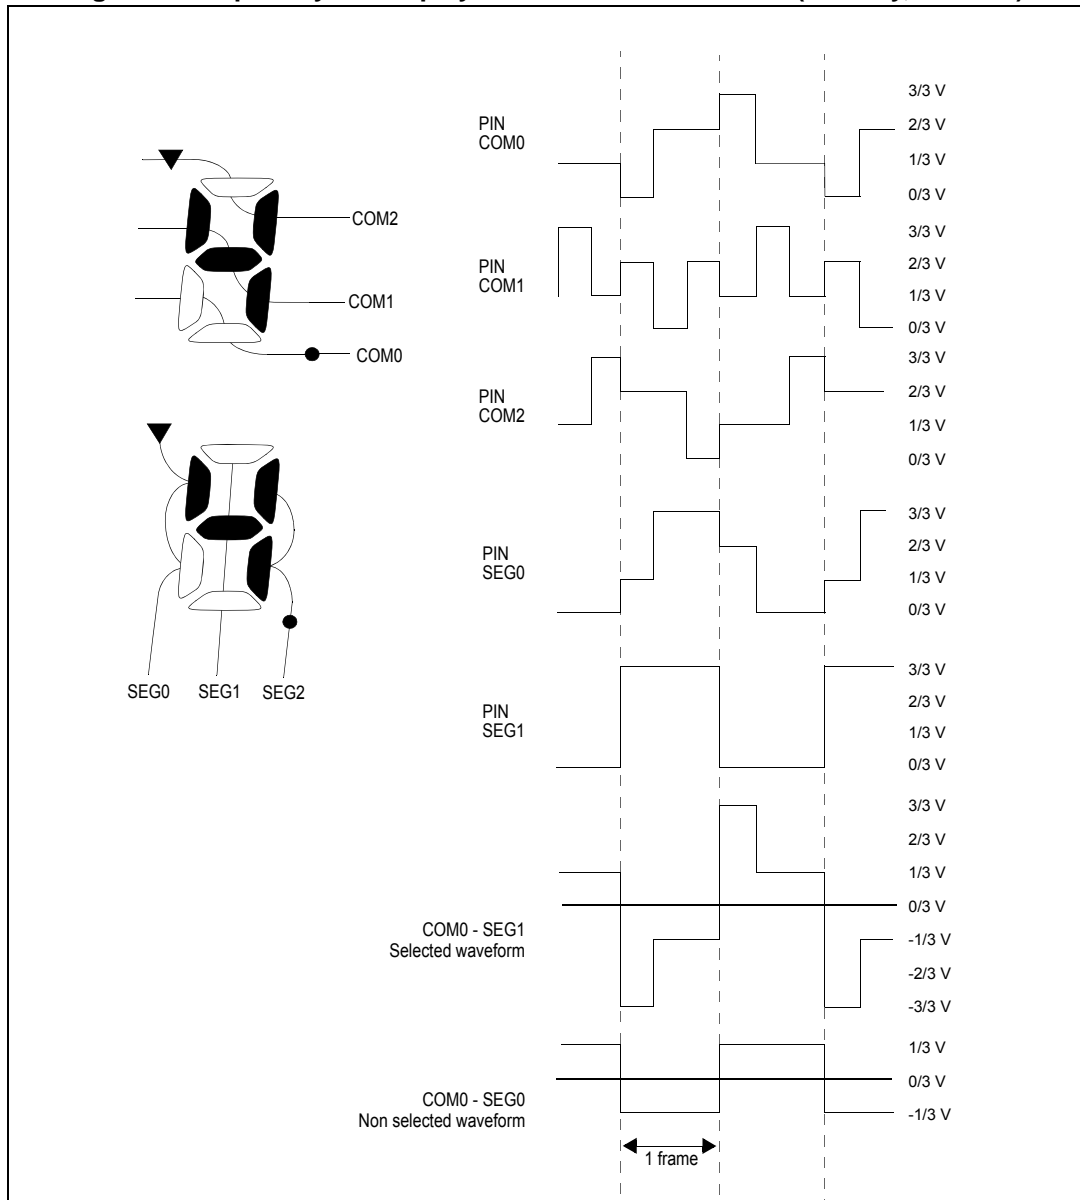 COM2
COM1
COM0
SEG0 SEG1 SEG2
PIN
COM0
3/3 V
2/3 V
1/3 V
0/3 V
PIN
COM1
3/3 V
2/3 V
1/3 V
0/3 V
PIN
COM2
3/3 V
2/3 V
1/3 V
0/3 V
PIN
SEG0
3/3 V
2/3 V
1/3 V
0/3 V
PIN
SEG1
3/3 V
2/3 V
1/3 V
0/3 V
COM0 - SEG1
Selected waveform
3/3 V
2/3 V
1/3 V
0/3 V
-1/3 V
-2/3 V
-3/3 V
COM0 - SEG0
Non selected waveform
1/3 V
0/3 V
-1/3 V
1 frame